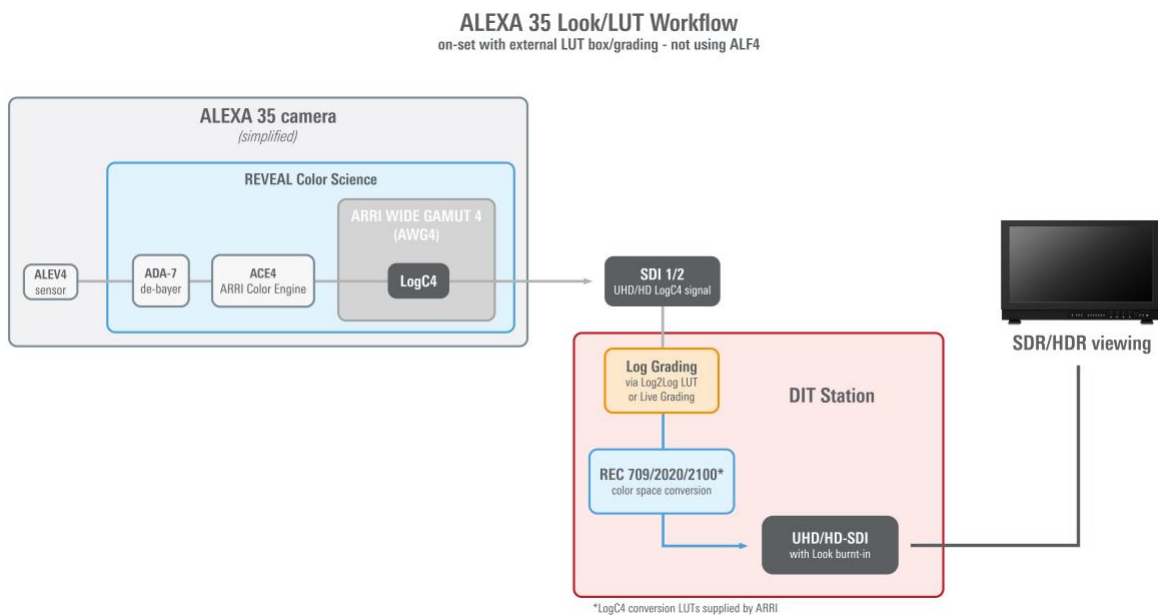 ALEXA 35 Look/LUT Workflow
on-set with external LUT box/grading - not using ALF4
ALEXA 35 camera
(simplified)
REVEAL Color Science
ARRI WIDE GAMUT 4
(AWG4)
ALEV4
sensor
ADA-7
de-bayer
ACE4
ARRI Color Engine
LogC4
SDI 1/2
UHD/HD LogC4 signal
SDR/HDR viewing
Log Grading
via Log2Log LUT
or Live Grading
DIT Station
REC 709/2020/2100*
color space conversion
UHD/HD-SDI
with Look burnt-in
*LogC4 conversion LUTs supplied by ARRI